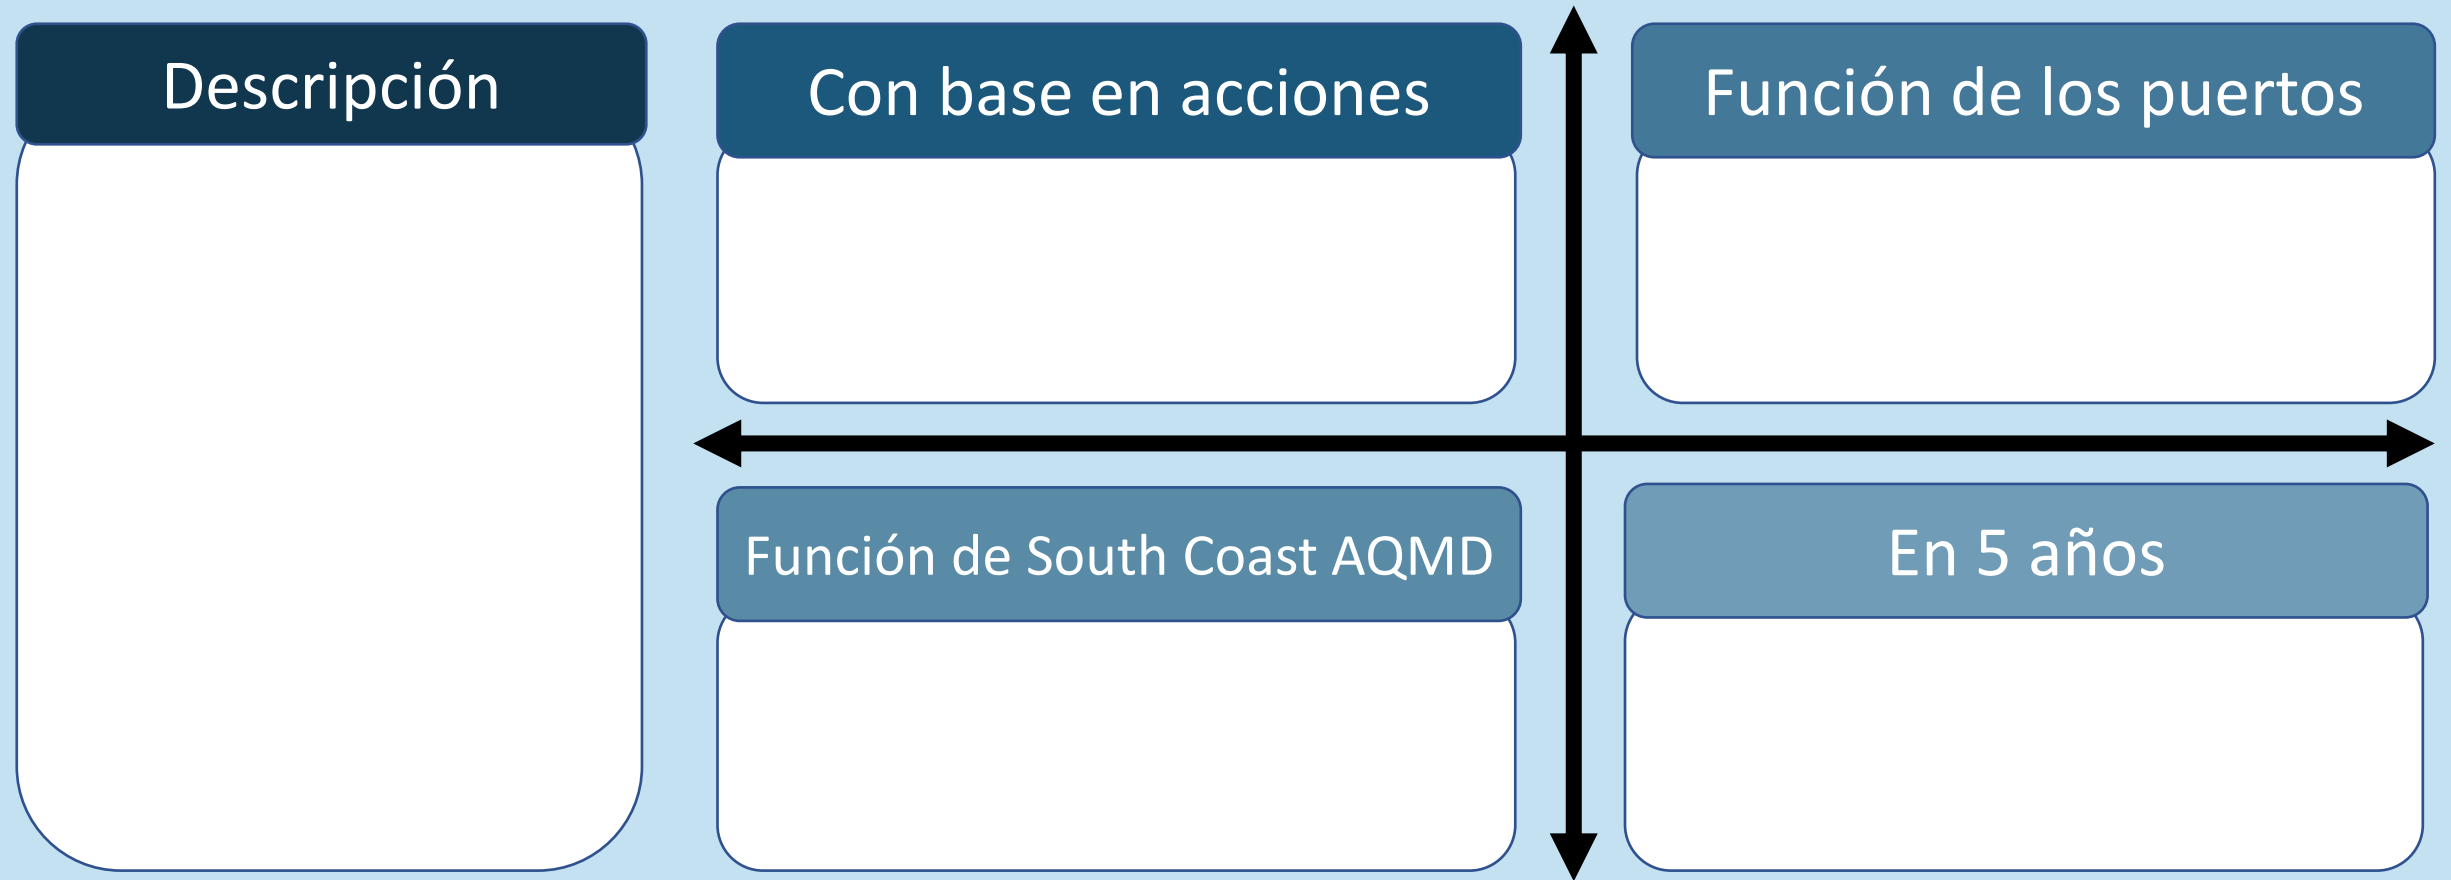 Descripción
Con base en acciones
Función de los puertos
Función de South Coast AQMD
En 5 años